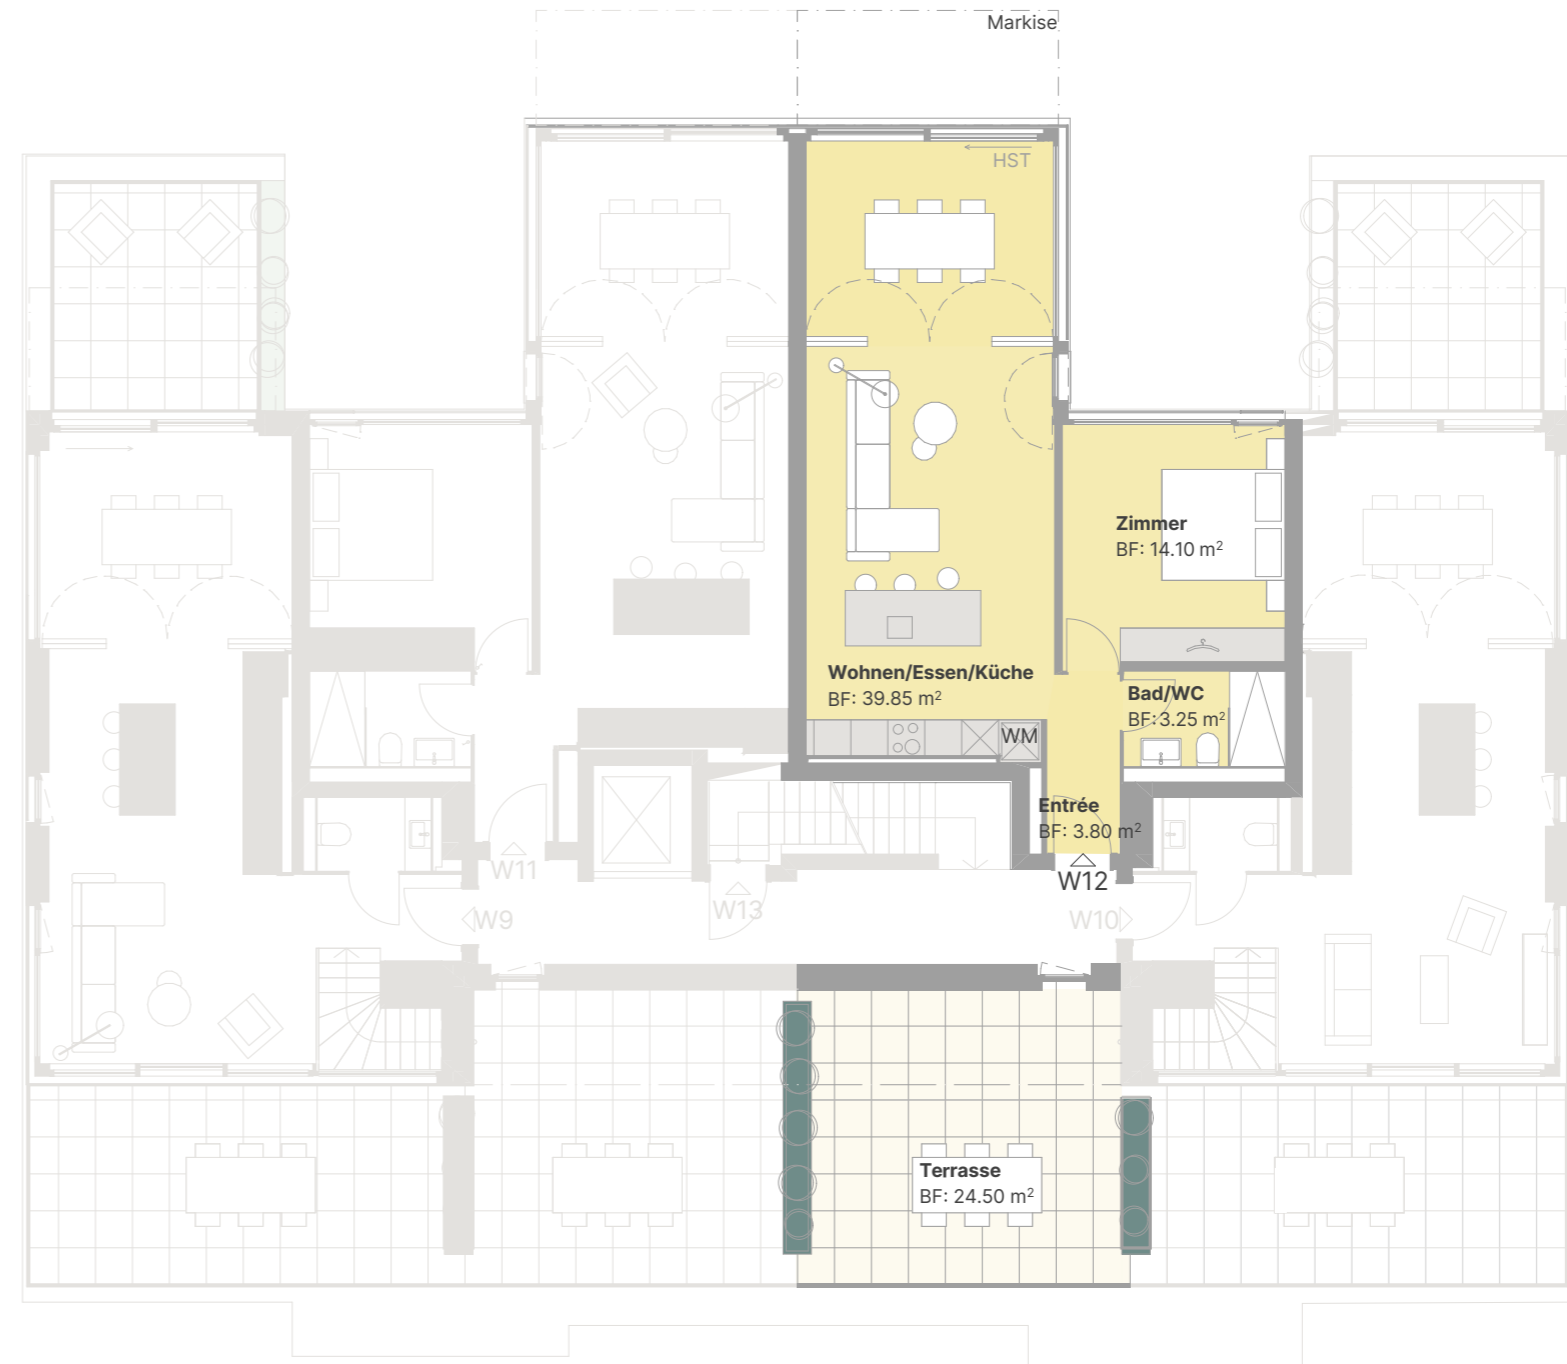 Markise
HST
Zimmer
BF: 14.10 m²
Wohnen/Essen/Küche
BF: 39.85 m²
Bad/WC
BF: 3.25 m²
WM
Entrée
BF: 3.80 m²
W11
W12
W13
W9
W10
Terrasse
BF: 24.50 m²